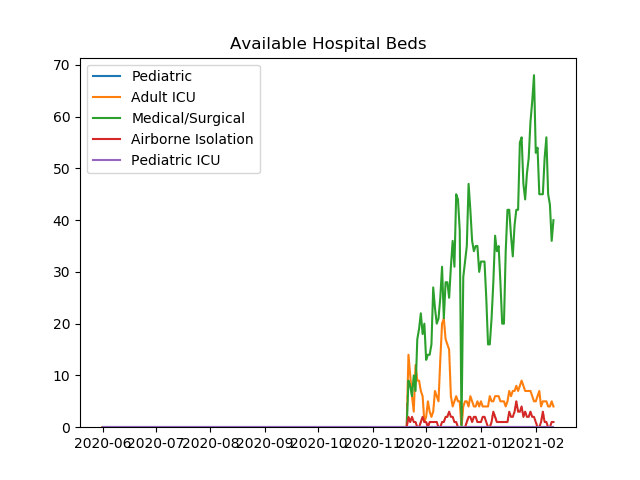 Available Hospital Beds
Pediatric
Adult ICU
Medical/Surgical
Airborne Isolation
Pediatric ICU
70
60
50
40
30
20
10
0
2020-06 2020-07 2020-08 2020-09 2020-10 2020-11 2020-12 2021-01 2021-02